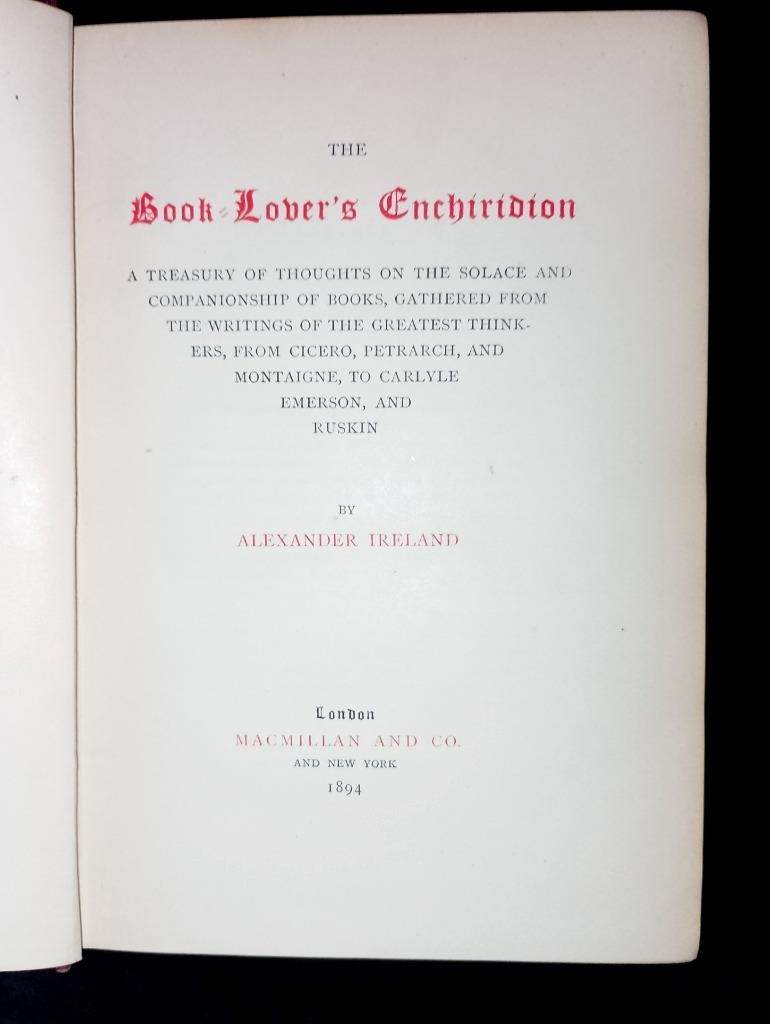 THE
Book-Lover's Enchiridion
A TREASURY OF THOUGHTS ON THE SOLACE AND
COMPANIONSHIP OF BOOKS, GATHERED FROM
THE WRITINGS OF THE GREATEST THINK-
ERS, FROM CICERO, PETRARCH, AND
MONTAIGNE, TO CARLYLE
EMERSON, AND
RUSKIN
BY
ALEXANDER IRELAND
London
MACMILLAN AND CO.
AND NEW YORK
1894